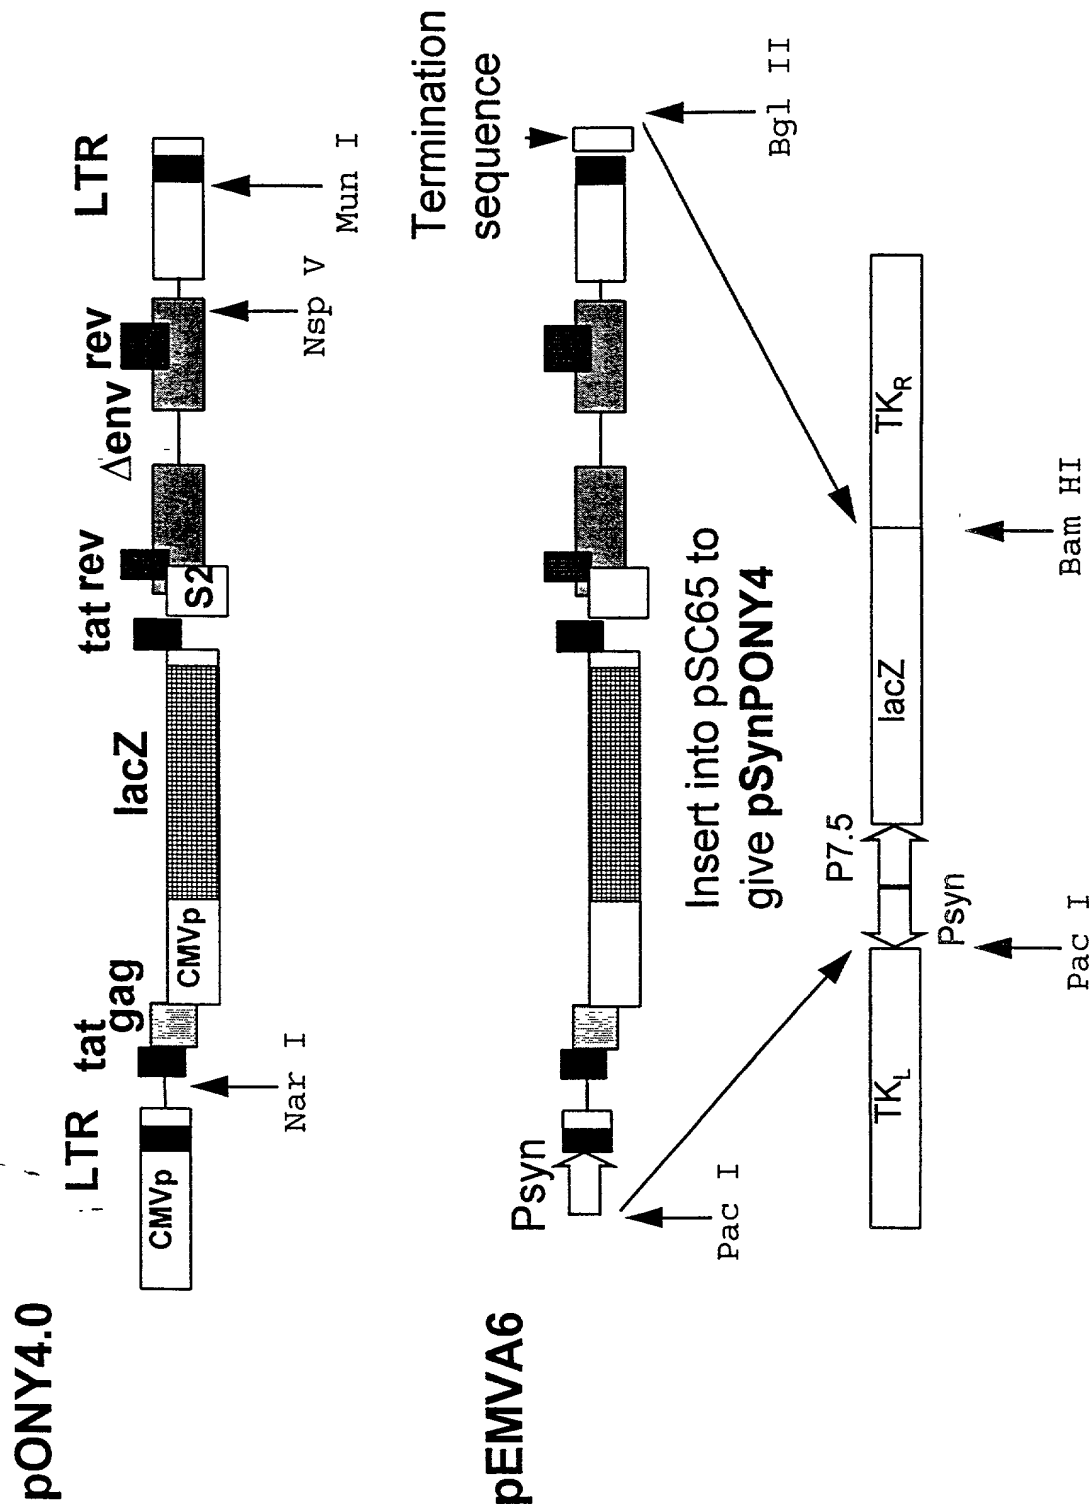 pONY4.0
LTR
tat
gag
lacZ
tat
rev
Δenv
rev
LTR
CMVp
CMVp
S2
Nar I
Nsp V
Mun I
pEMVA6
Psyn
Termination
sequence
Pac I
Bgl II
Insert into pSC65 to
give pSynPONY4
P7.5
TKL
lacZ
TKR
Psyn
Pac I
Bam HI